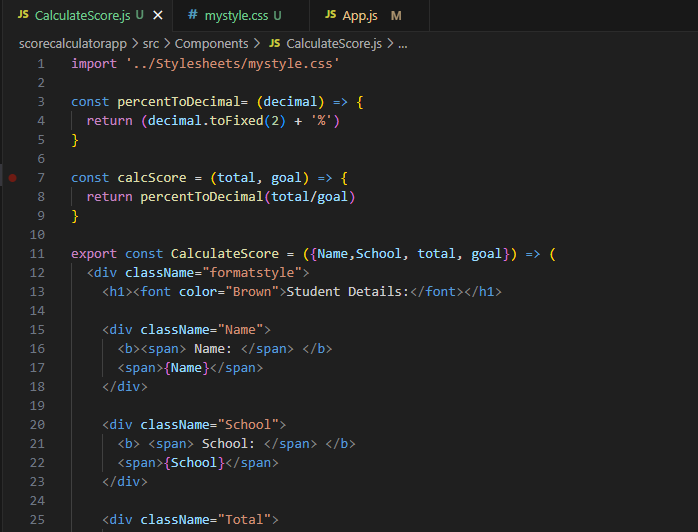 JS CalculateScore.js U × # mystyle.css U JS App.js M
scorecalculatorapp > src > Components > JS CalculateScore.js > ...
1 import '../Stylesheets/mystyle.css'
2
3 const percentToDecimal= (decimal) => {
4 return (decimal.toFixed(2) + '%')
5 }
6
7 const calcScore = (total, goal) => {
8 return percentToDecimal(total/goal)
9 }
10
11 export const CalculateScore = ({Name,School, total, goal}) => (
12 <div className="formatstyle">
13 <h1><font color="Brown">Student Details:</font></h1>
14
15 <div className="Name">
16 <b><span> Name: </span> </b>
17 <span>{Name}</span>
18 </div>
19
20 <div className="School">
21 <b> <span> School: </span> </b>
22 <span>{School}</span>
23 </div>
24
25 <div className="Total">